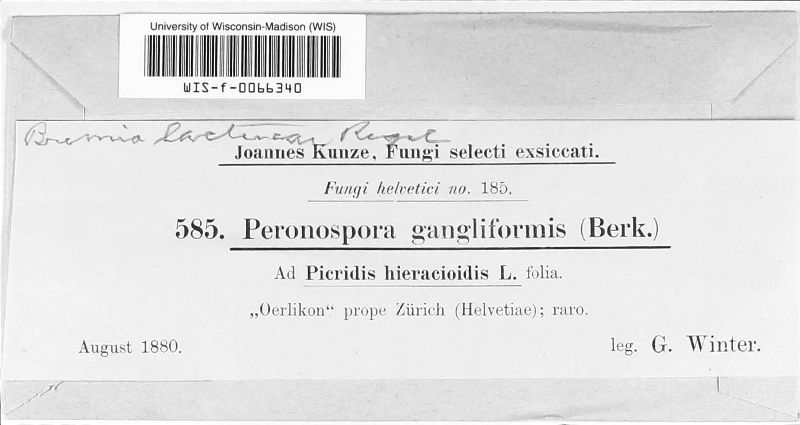 University of Wisconsin-Madison (WIS)
WIS-f-0066340
Bremia lactucae Regel
Joannes Kunze, Fungi selecti exsiccati.
Fungi helvetici no. 185.
585. Peronospora gangliformis (Berk.)
Ad Picridis hieracioidis L. folia.
„Oerlikon“ prope Zürich (Helvetiae); raro.
August 1880.
leg. G. Winter.